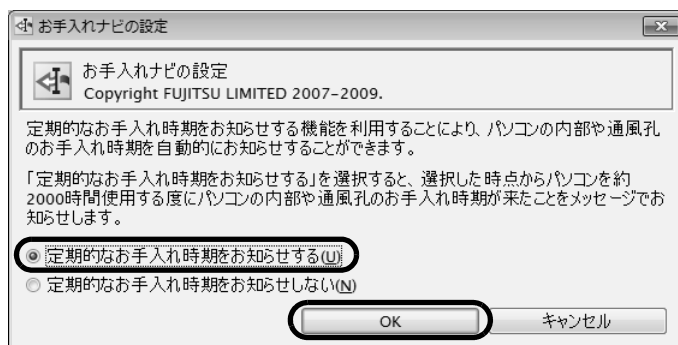 お手入れナビの設定
お手入れナビの設定
Copyright FUJITSU LIMITED 2007-2009.
定期的なお手入れ時期をお知らせする機能を利用することにより、パソコンの内部や通風孔
のお手入れ時期を自動的にお知らせすることができます。
「定期的なお手入れ時期をお知らせする」を選択すると、選択した時点からパソコンを約
2000時間使用する度にパソコンの内部や通風孔のお手入れ時期が来たことをメッセージでお
知らせします。
定期的なお手入れ時期をお知らせする(U)
定期的なお手入れ時期をお知らせしない(N)
OK キャンセル